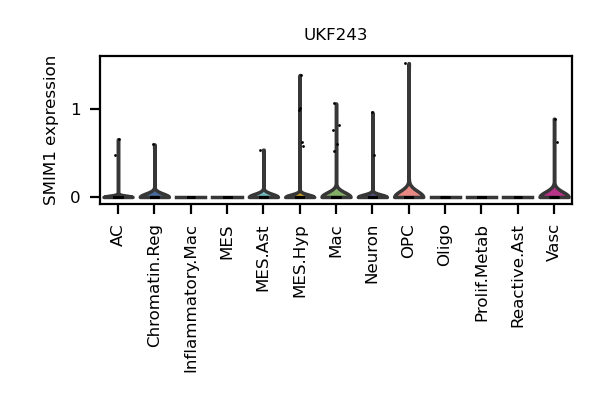 UKF243
SMIM1 expression
1
0
AC
Chromatin.Reg
Inflammatory.Mac
MES
MES.Ast
MES.Hyp
Mac
Neuron
OPC
Oligo
Prolif.Metab
Reactive.Ast
Vasc